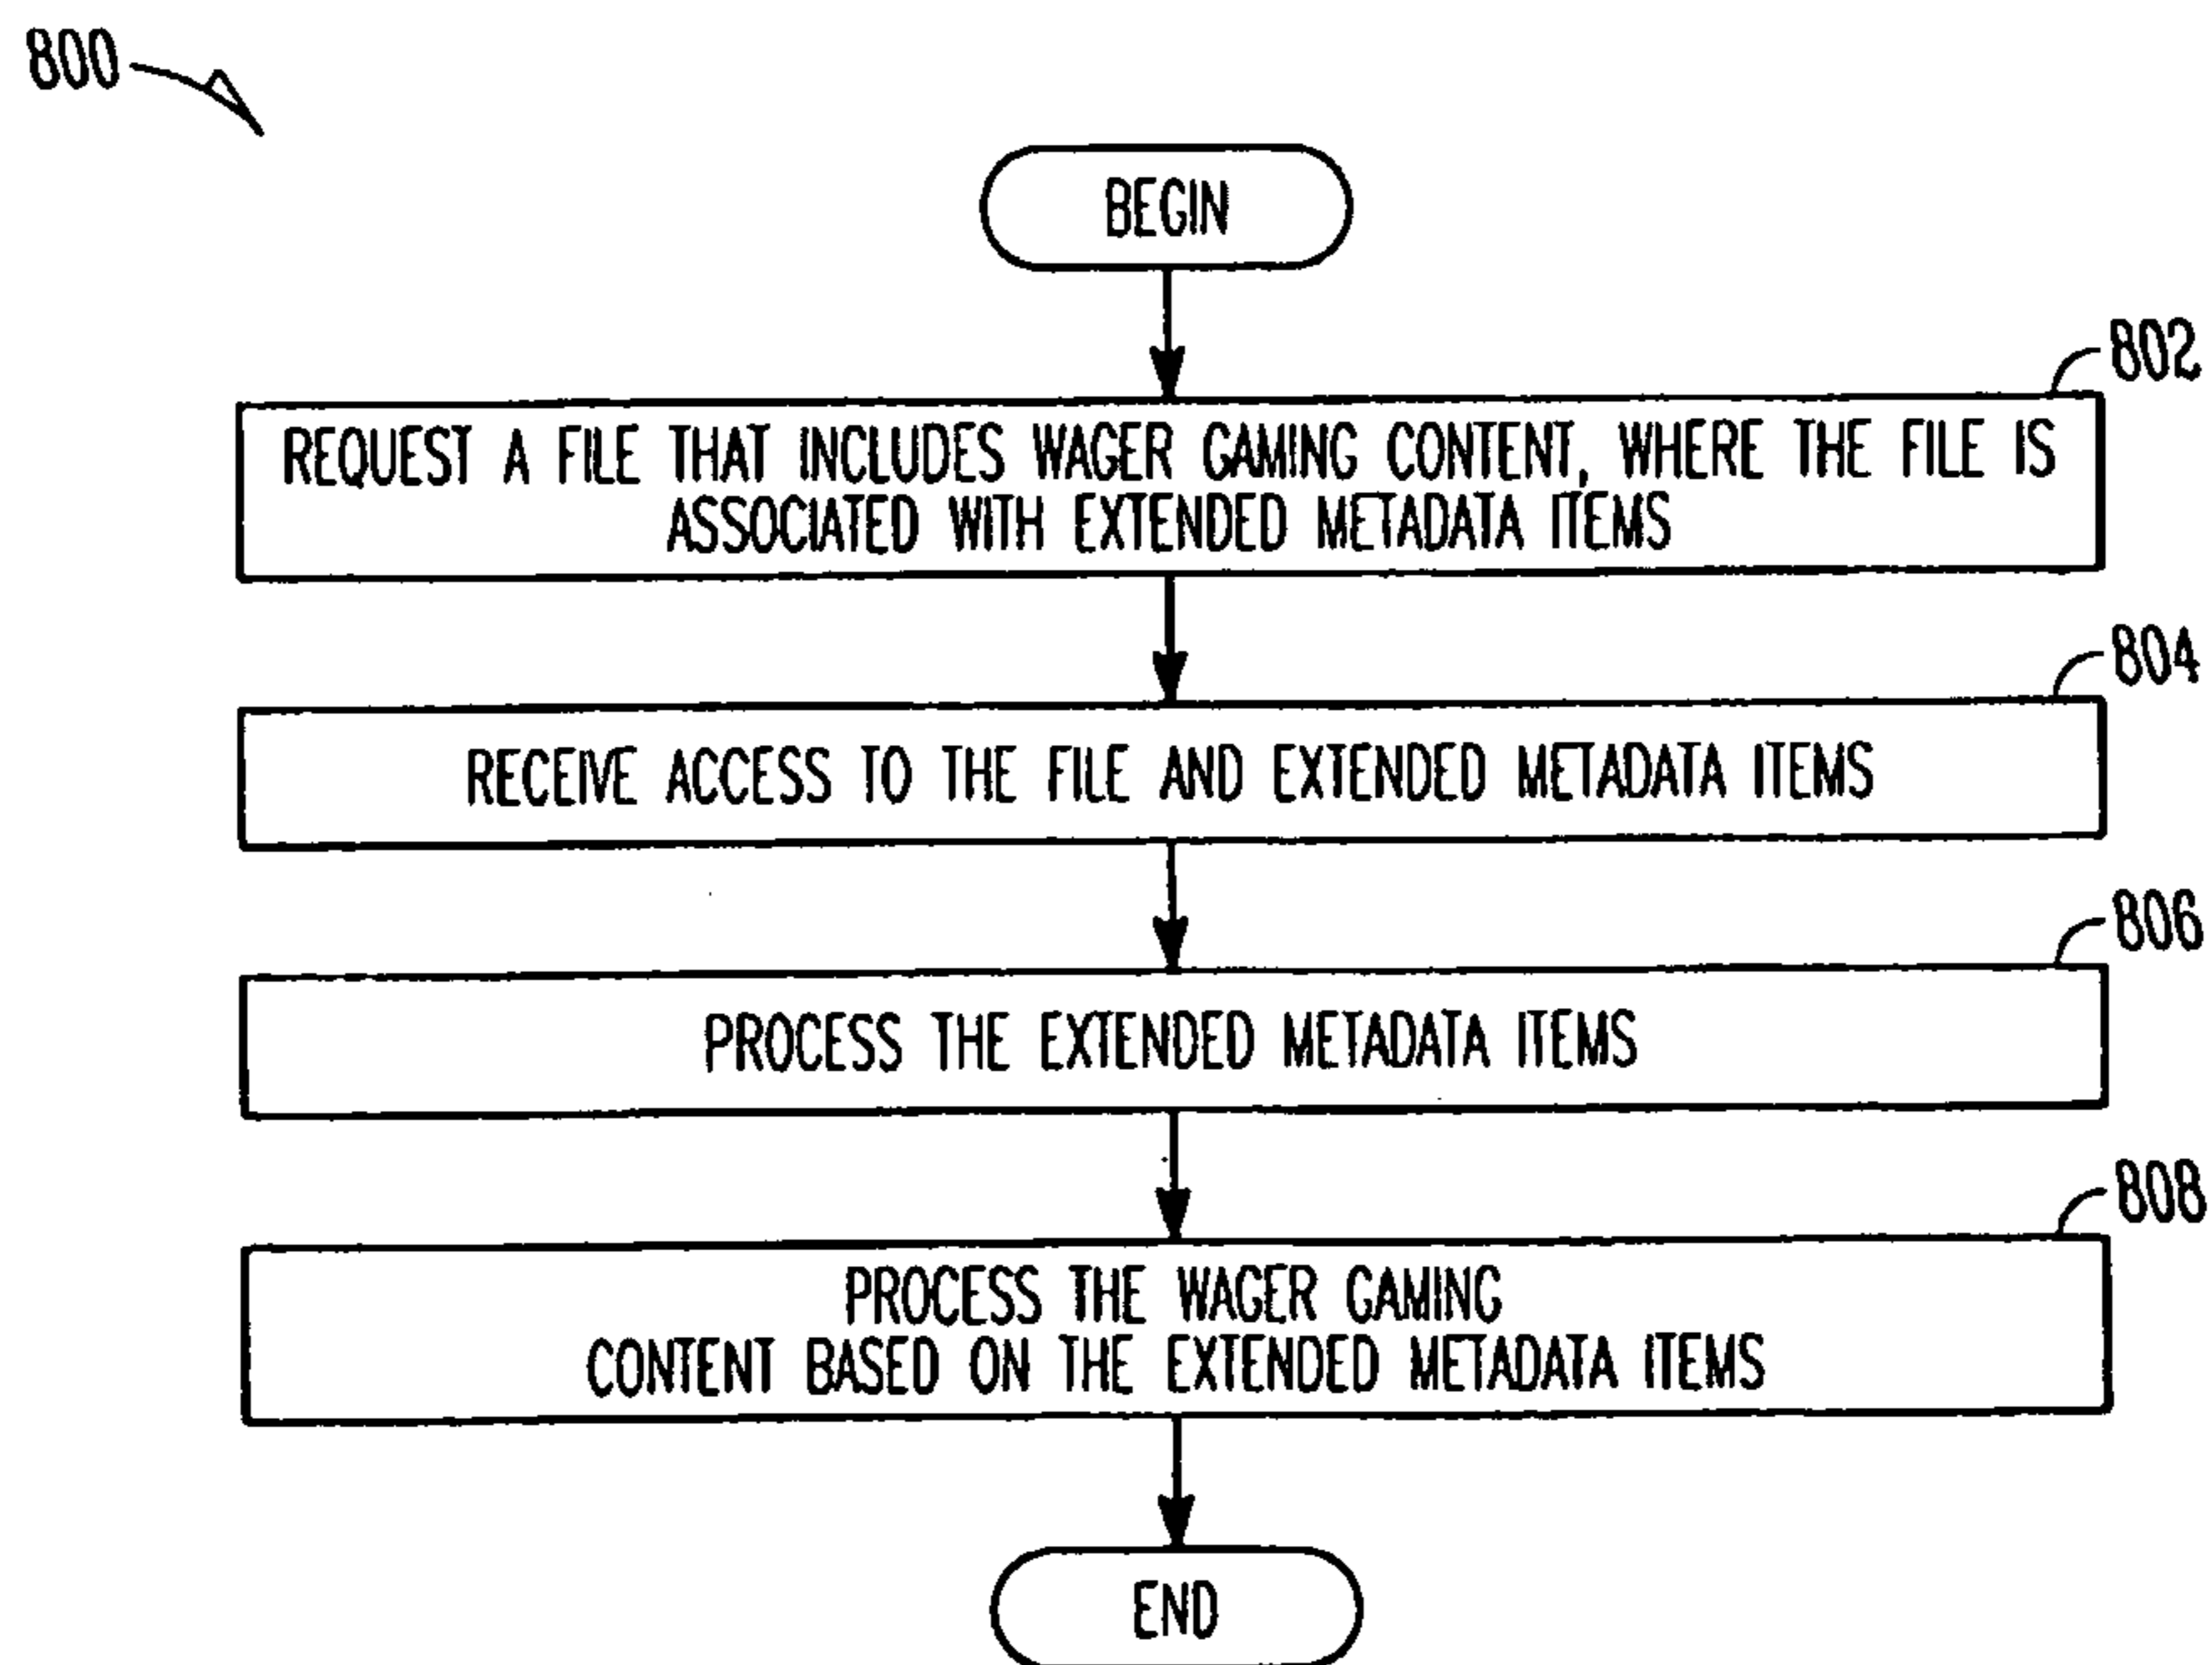 800
BEGIN
802
REQUEST A FILE THAT INCLUDES WAGER GAMING CONTENT, WHERE THE FILE IS
ASSOCIATED WITH EXTENDED METADATA ITEMS
804
RECEIVE ACCESS TO THE FILE AND EXTENDED METADATA ITEMS
806
PROCESS THE EXTENDED METADATA ITEMS
808
PROCESS THE WAGER GAMING
CONTENT BASED ON THE EXTENDED METADATA ITEMS
END